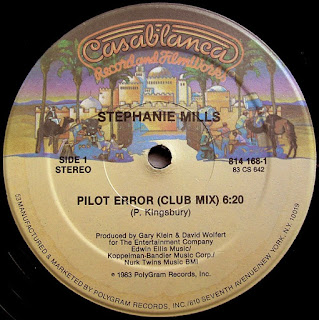 Casablanca
Record and FilmWorks
STEPHANIE MILLS
SIDE 1
STEREO
814 168-1
83 CS 642
PILOT ERROR (CLUB MIX) 6:20
(P. Kingsbury)
Produced by Gary Klein & David Wolfert
for The Entertainment Company
Edwin Ellis Music/
Koppelman-Bandier Music Corp./
Nurk Twins Music BMI
℗ 1983 PolyGram Records, Inc.
MANUFACTURED & MARKETED BY POLYGRAM RECORDS, INC./810 SEVENTH AVENUE/NEW YORK, N.Y. 10019